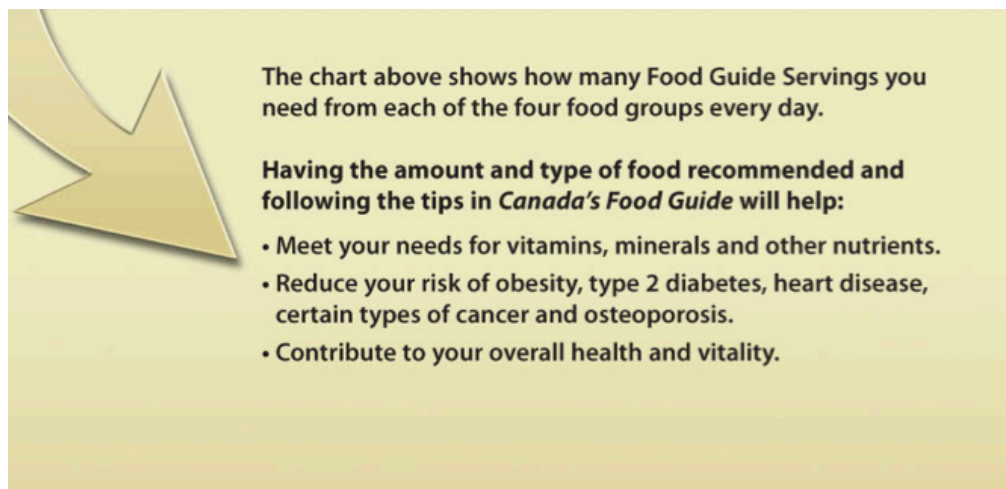 The chart above shows how many Food Guide Servings you
need from each of the four food groups every day.
Having the amount and type of food recommended and
following the tips in Canada’s Food Guide will help:
• Meet your needs for vitamins, minerals and other nutrients.
• Reduce your risk of obesity, type 2 diabetes, heart disease,
certain types of cancer and osteoporosis.
• Contribute to your overall health and vitality.